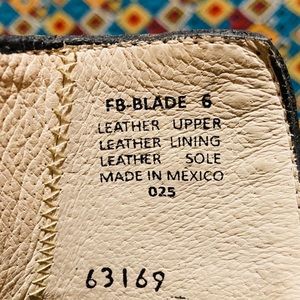 FB-BLADE 6
LEATHER UPPER
LEATHER LINING
LEATHER SOLE
MADE IN MEXICO
025
63169